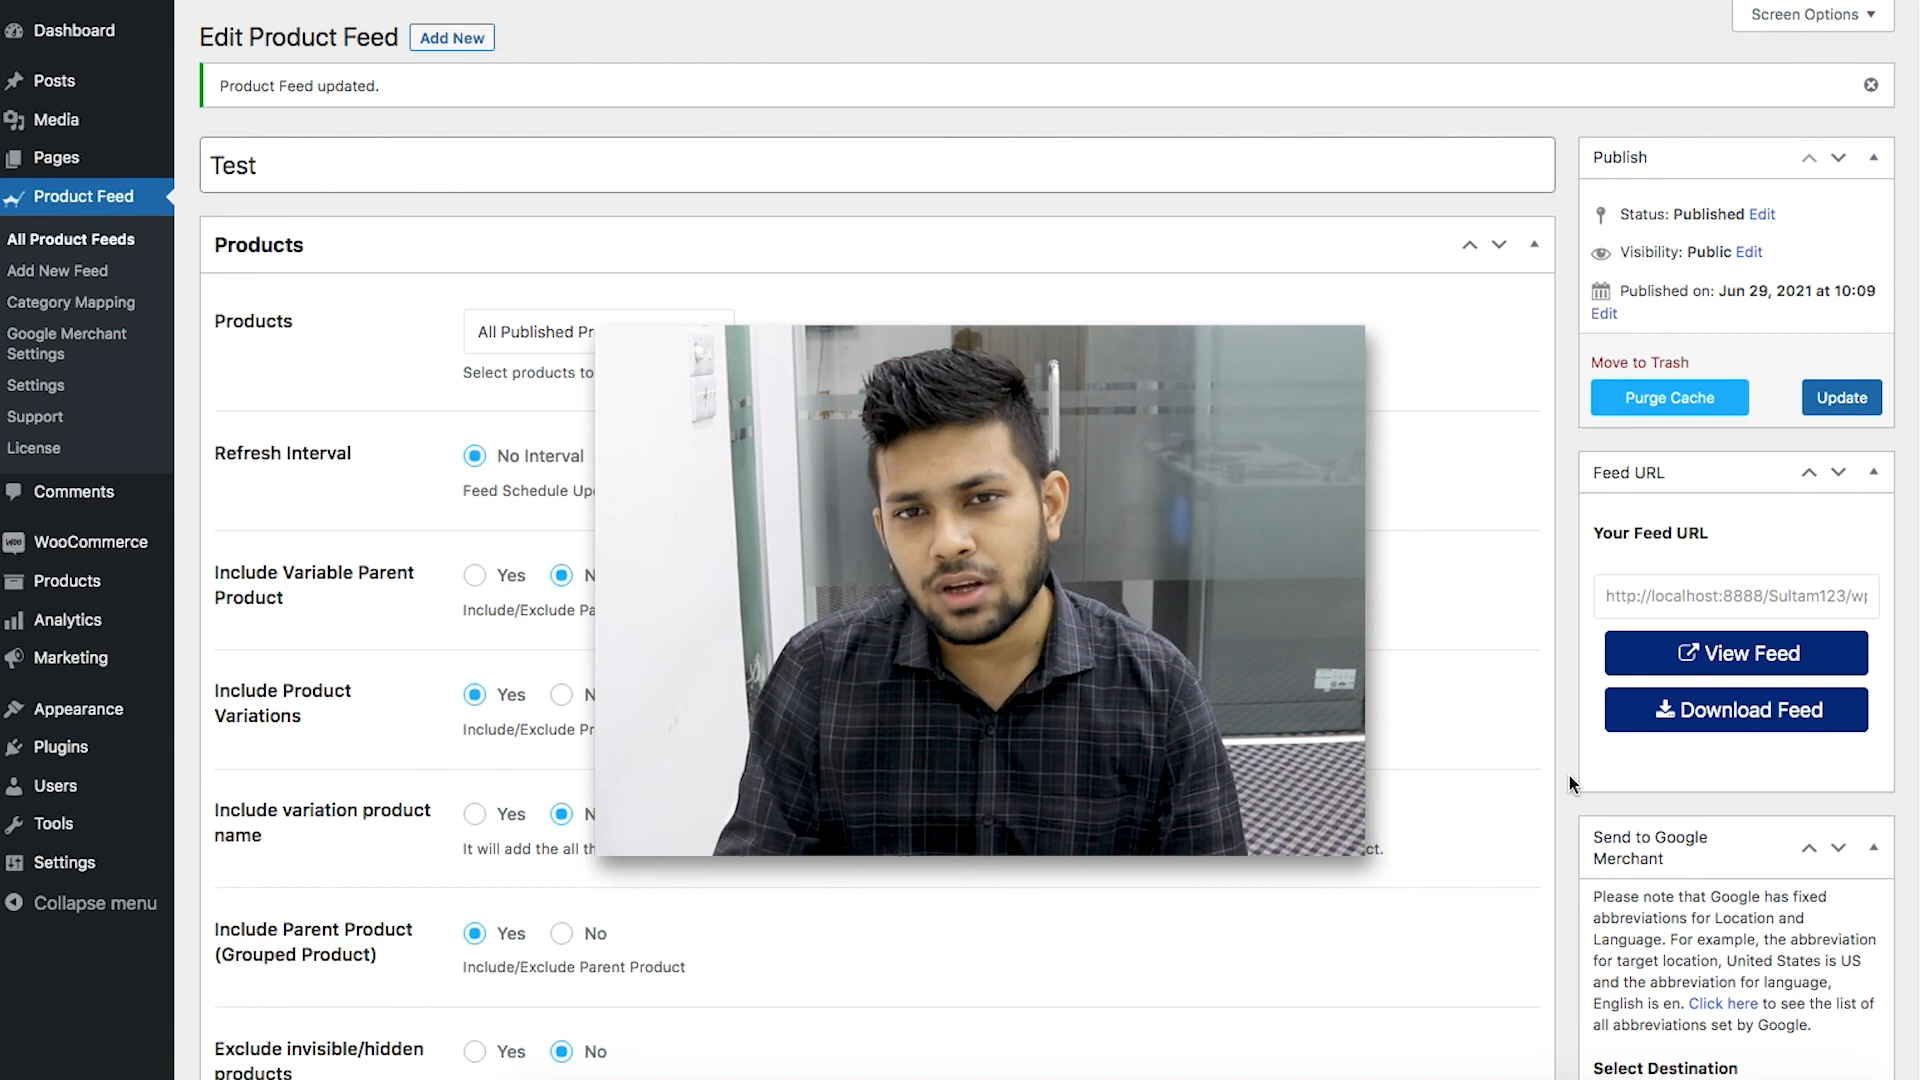 Dashboard
Posts
Media
Pages
Product Feed
All Product Feeds
Add New Feed
Category Mapping
Google Merchant
Settings
Settings
Support
License
Comments
WooCommerce
Products
Analytics
Marketing
Appearance
Plugins
Users
Tools
Settings
Collapse menu
Screen Options
Edit Product Feed
Add New
Product Feed updated.
Test
Products
Products
All Published Pr
Select products to
Refresh Interval
No Interval
Feed Schedule Up
Include Variable Parent
Product
Yes
N
Include/Exclude Pa
Include Product
Variations
Yes
N
Include/Exclude Pr
Include variation product
name
Yes
N
It will add the all th
ct.
Include Parent Product
(Grouped Product)
Yes
No
Include/Exclude Parent Product
Exclude invisible/hidden
products
Yes
No
Publish
Status: Published Edit
Visibility: Public Edit
Published on: Jun 29, 2021 at 10:09
Edit
Move to Trash
Purge Cache
Update
Feed URL
Your Feed URL
http://localhost:8888/Sultam123/wp
View Feed
Download Feed
Send to Google
Merchant
Please note that Google has fixed
abbreviations for Location and
Language. For example, the abbreviation
for target location, United States is US
and the abbreviation for language,
English is en. Click here to see the list of
all abbreviations set by Google.
Select Destination